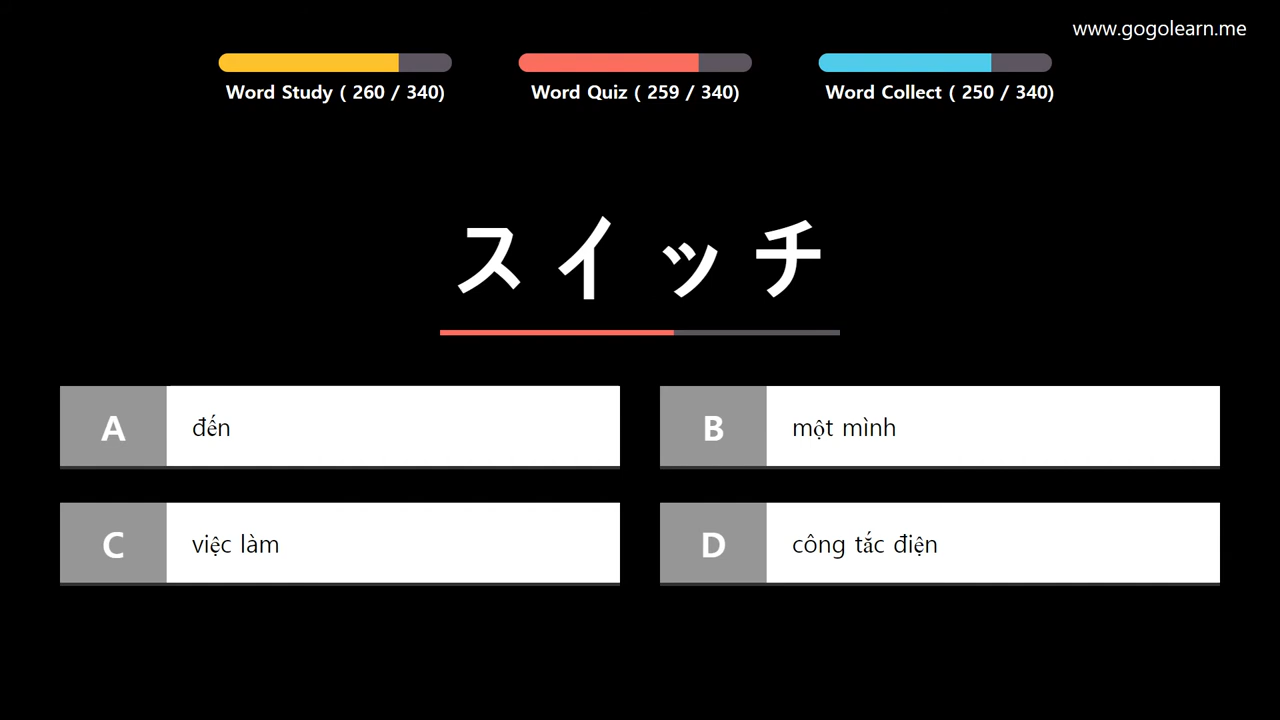 www.gogolearn.me
Word Study ( 260 / 340)
Word Quiz ( 259 / 340)
Word Collect ( 250 / 340)
スイッチ
A đến
B một mình
C việc làm
D công tắc điện